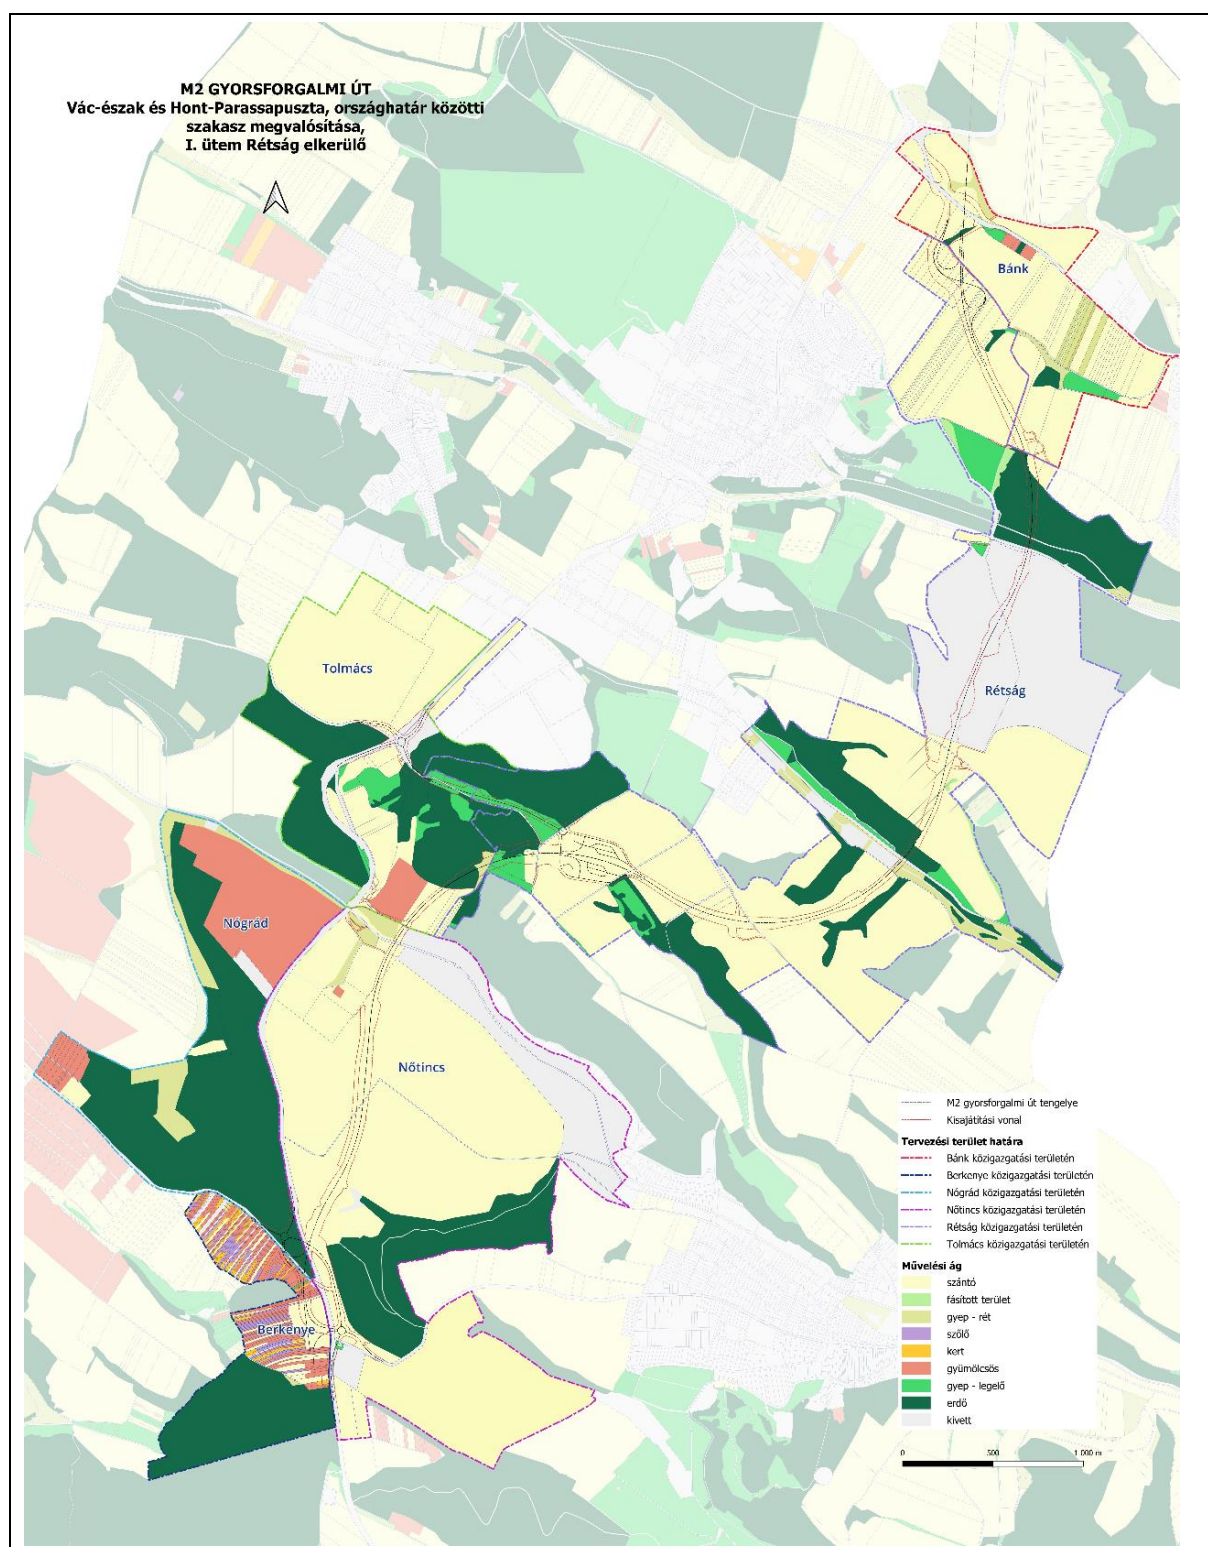 M2 GYORSFORGALMI ÚT
Vác-észak és Hont-Parassapuszta, országhatár közötti
szakasz megvalósítása,
I. ütem Rétság elkerülő
Bánk
Tolmács
Rétság
Nógrád
Nőtincs
Berkenye
M2 gyorsforgalmi út tengelye
Kisajátítási vonal
Tervezési terület határa
Bánk közigazgatási területén
Berkenye közigazgatási területén
Nógrád közigazgatási területén
Nőtincs közigazgatási területén
Rétság közigazgatási területén
Tolmács közigazgatási területén
Művelési ág
szántó
fásított terület
gyep - rét
szőlő
kert
gyümölcsös
gyep - legelő
erdő
kivett
0 500 1 000 m